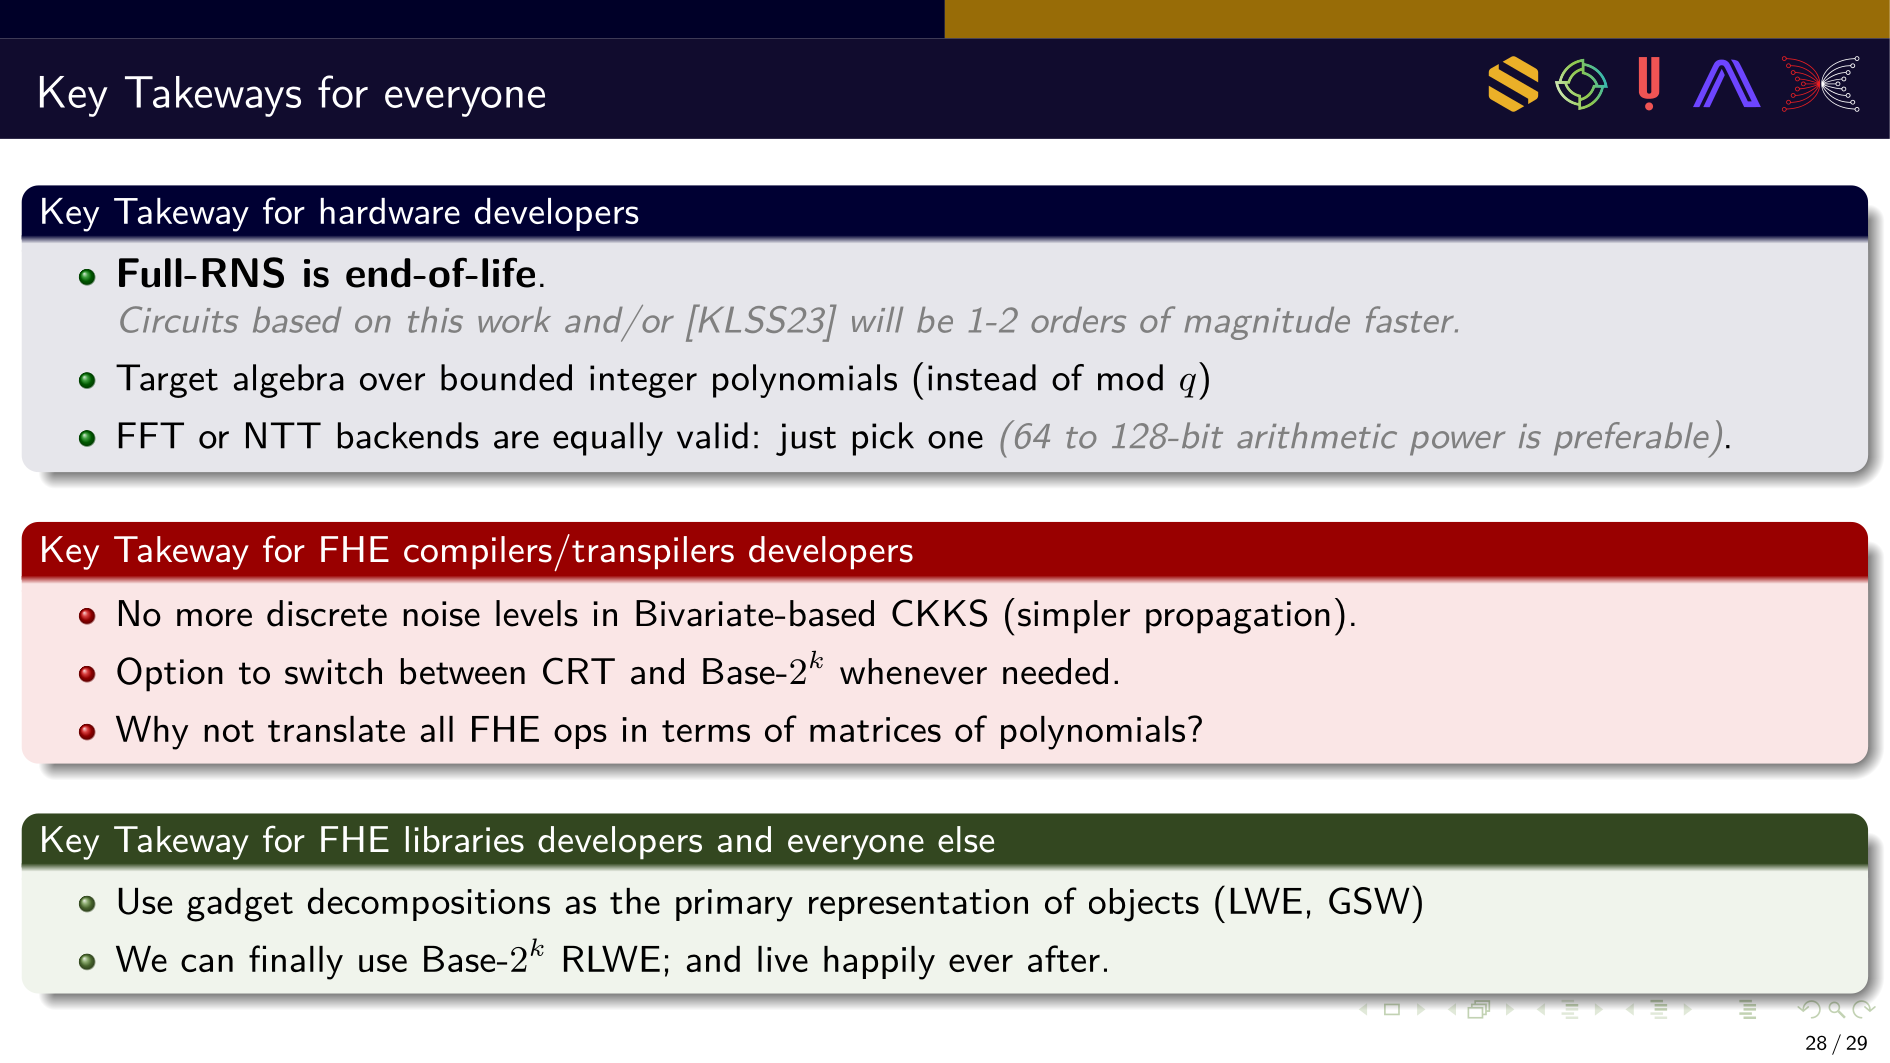 Key Takeways for everyone
Key Takeway for hardware developers
Full-RNS is end-of-life.
Circuits based on this work and/or [KLSS23] will be 1-2 orders of magnitude faster.
Target algebra over bounded integer polynomials (instead of mod q)
FFT or NTT backends are equally valid: just pick one (64 to 128-bit arithmetic power is preferable).
Key Takeway for FHE compilers/transpilers developers
No more discrete noise levels in Bivariate-based CKKS (simpler propagation).
Option to switch between CRT and Base-2^k whenever needed.
Why not translate all FHE ops in terms of matrices of polynomials?
Key Takeway for FHE libraries developers and everyone else
Use gadget decompositions as the primary representation of objects (LWE, GSW)
We can finally use Base-2^k RLWE; and live happily ever after.
28 / 29